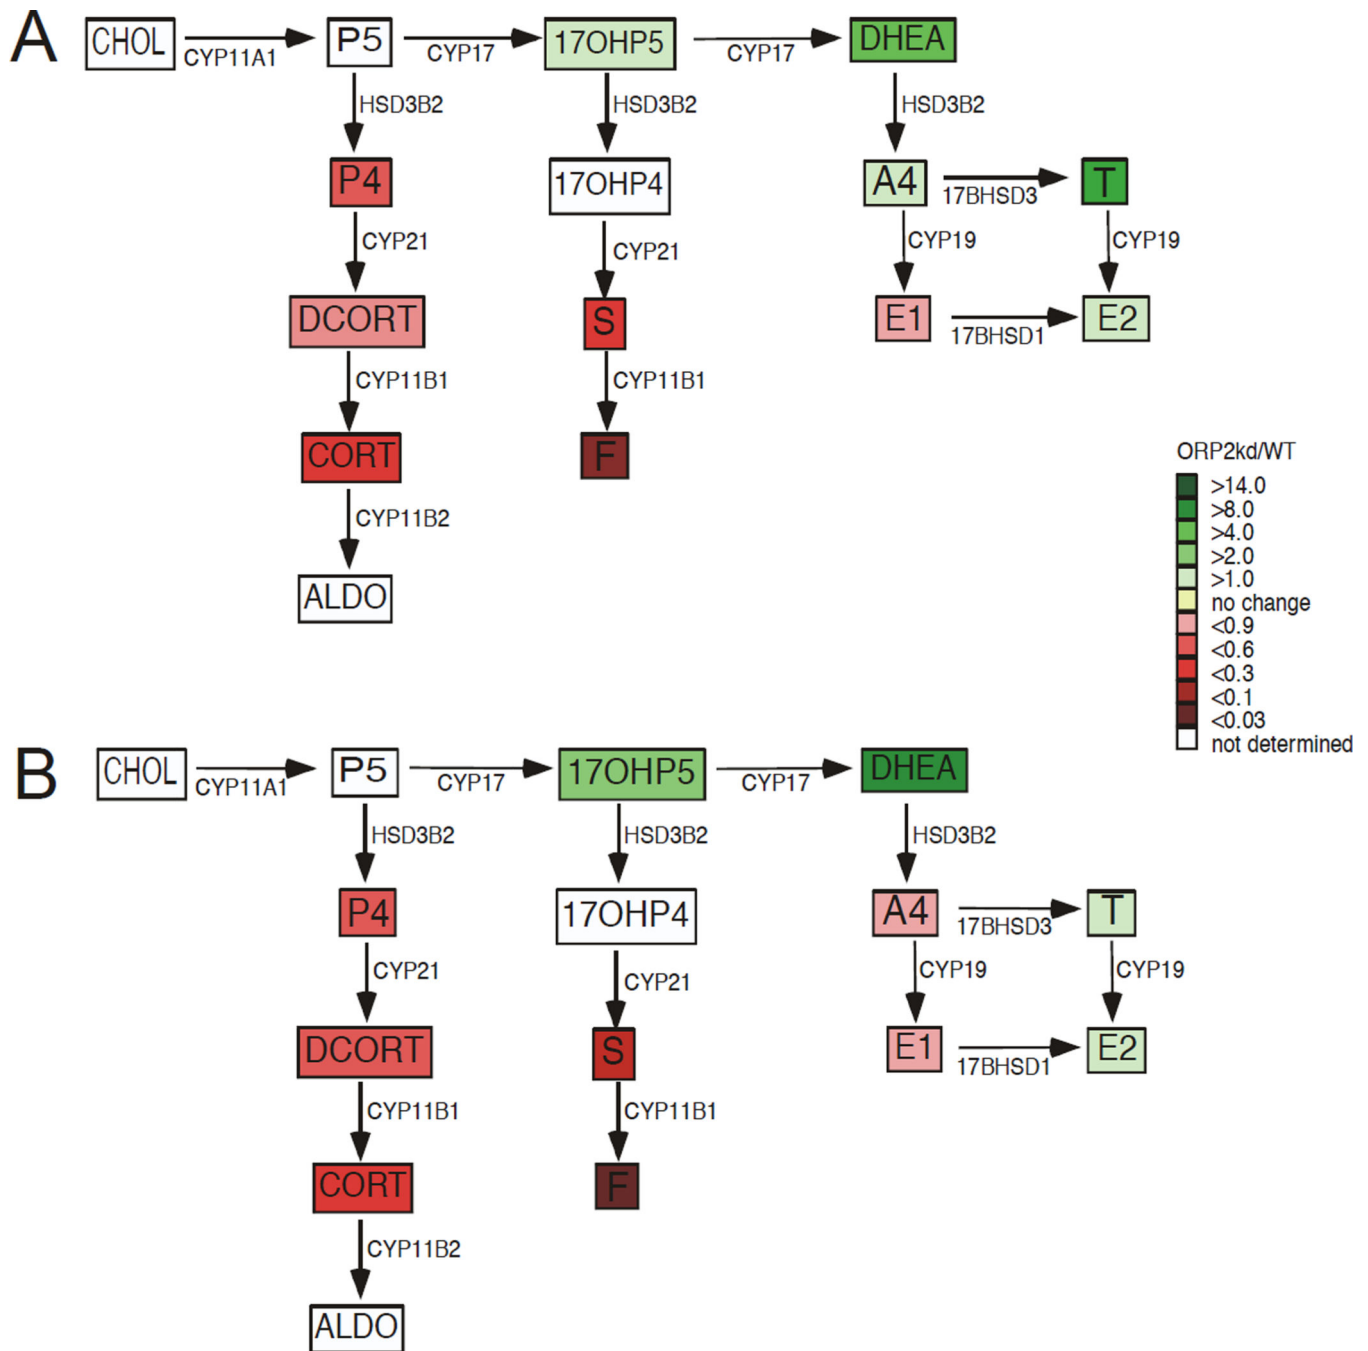 A
CHOL
CYP11A1
P5
CYP17
17OHP5
CYP17
DHEA
HSD3B2
HSD3B2
HSD3B2
P4
17OHP4
A4
17BHSD3
T
CYP21
CYP21
CYP19
CYP19
DCORT
S
E1
17BHSD1
E2
CYP11B1
CYP11B1
CORT
F
CYP11B2
ALDO
ORP2kd/WT
>14.0
>8.0
>4.0
>2.0
>1.0
no change
<0.9
<0.6
<0.3
<0.1
<0.03
not determined
B
CHOL
CYP11A1
P5
CYP17
17OHP5
CYP17
DHEA
HSD3B2
HSD3B2
HSD3B2
P4
17OHP4
A4
17BHSD3
T
CYP21
CYP21
CYP19
CYP19
DCORT
S
E1
17BHSD1
E2
CYP11B1
CYP11B1
CORT
F
CYP11B2
ALDO